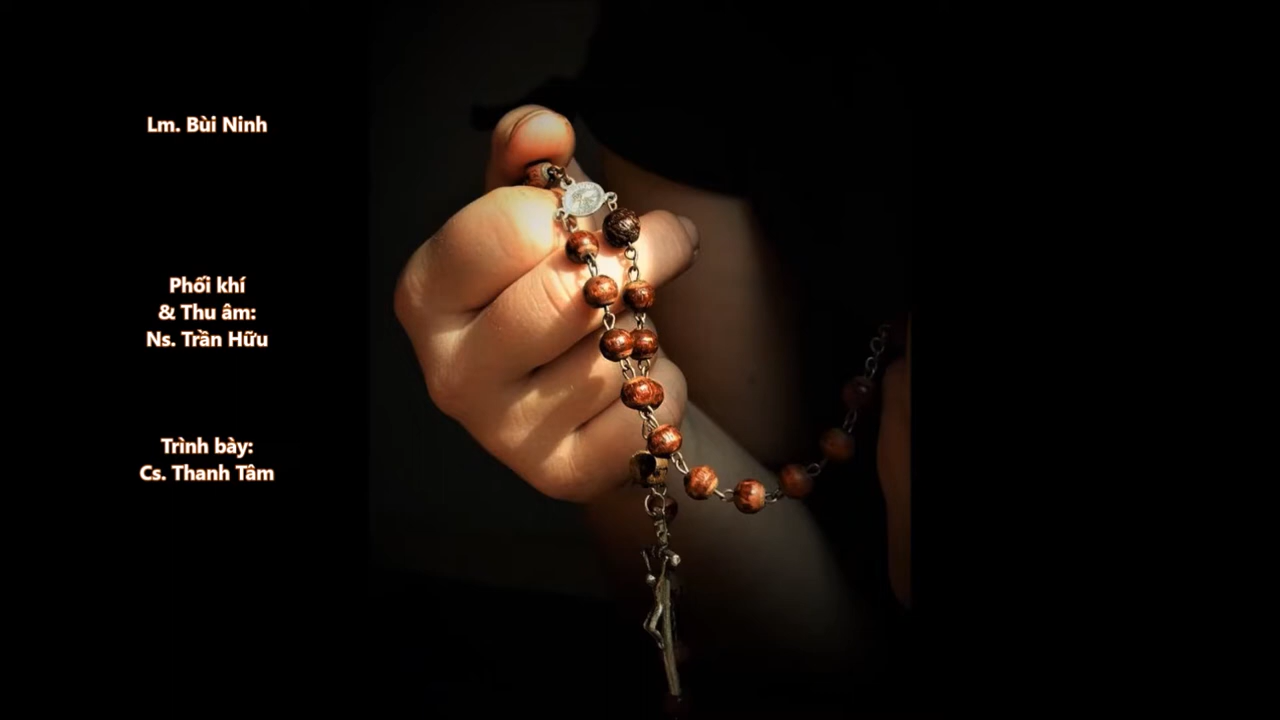 Lm. Bùi Ninh
Phối khí
& Thu âm:
Ns. Trần Hữu
Trình bày:
Cs. Thanh Tâm